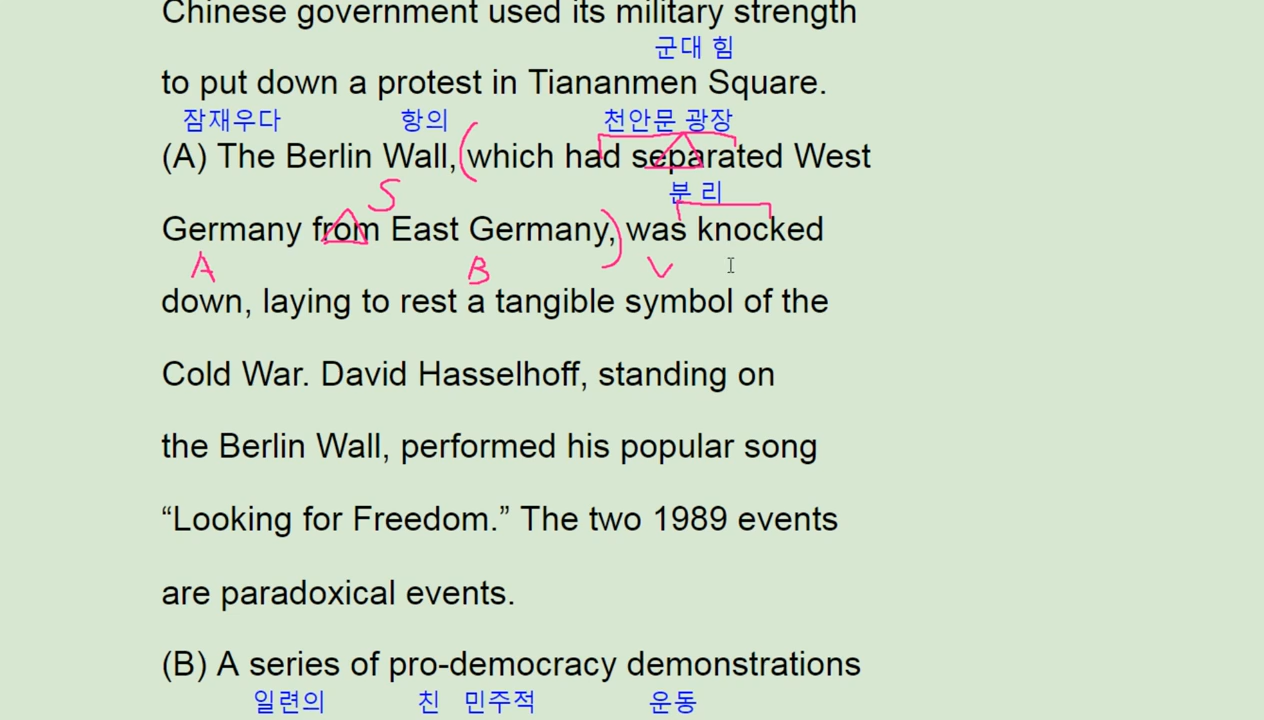 Chinese government used its military strength
군대 힘
to put down a protest in Tiananmen Square.
잠재우다 항의 천안문 광장
(A) The Berlin Wall, which had separated West
S 분 리
Germany from East Germany, was knocked
A B V
down, laying to rest a tangible symbol of the
Cold War. David Hasselhoff, standing on
the Berlin Wall, performed his popular song
“Looking for Freedom.” The two 1989 events
are paradoxical events.
(B) A series of pro-democracy demonstrations
일련의 친 민주적 운동